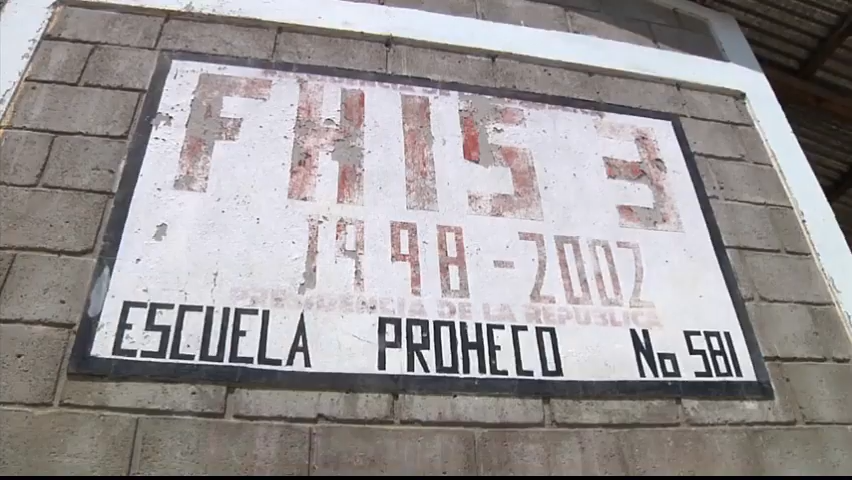 FHIS 3
1998-2002
PRESIDENCIA DE LA REPUBLICA
ESCUELA PROHECO No 581